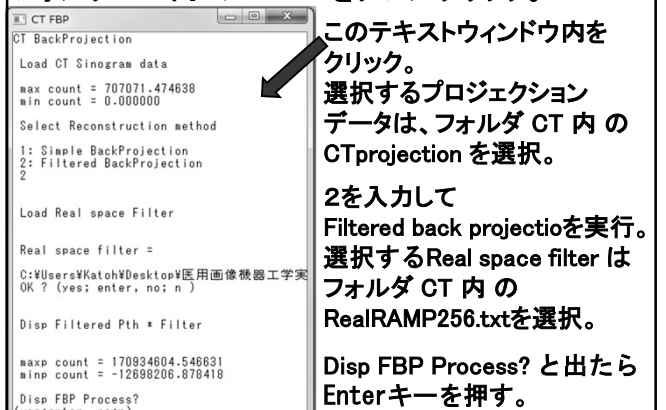 CT FBP
CT BackProjection
Load CT Sinogram data
max count = 707071.474638
min count = 0.000000
Select Reconstruction method
1: Simple BackProjection
2: Filtered BackProjection
2
Load Real space Filter
Real space filter =
C:¥Users¥Katoh¥Desktop¥医用画像機器工学実
OK ? (yes; enter, no; n )
Disp Filtered Pth * Filter
maxp count = 170934604.546631
minp count = -12698206.878418
Disp FBP Process?
このテキストウィンドウ内を
クリック。
選択するプロジェクション
データは、フォルダ CT 内 の
CTprojection を選択。
2を入力して
Filtered back projectioを実行。
選択するReal space filter は
フォルダ CT 内 の
RealRAMP256.txtを選択。
Disp FBP Process? と出たら
Enterキーを押す。